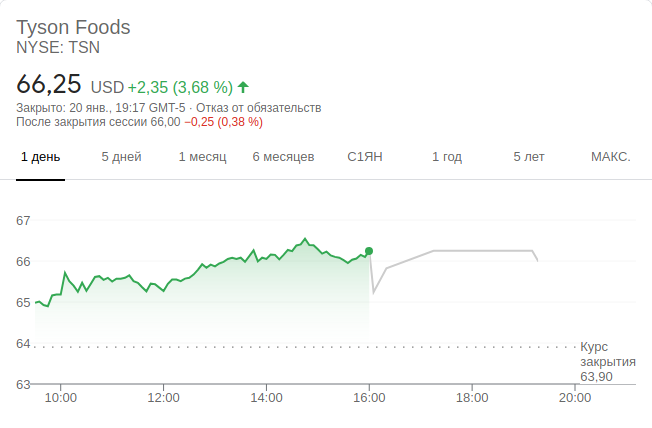 Tyson Foods
NYSE: TSN
66,25 USD +2,35 (3,68 %)
Закрыто: 20 янв., 19:17 GMT-5 · Отказ от обязательств
После закрытия сессии 66,00 −0,25 (0,38 %)
1 день 5 дней 1 месяц 6 месяцев С1ЯН 1 год 5 лет МАКС.
67
66
65
64
Курс
закрытия
63,90
63
10:00 12:00 14:00 16:00 18:00 20:00